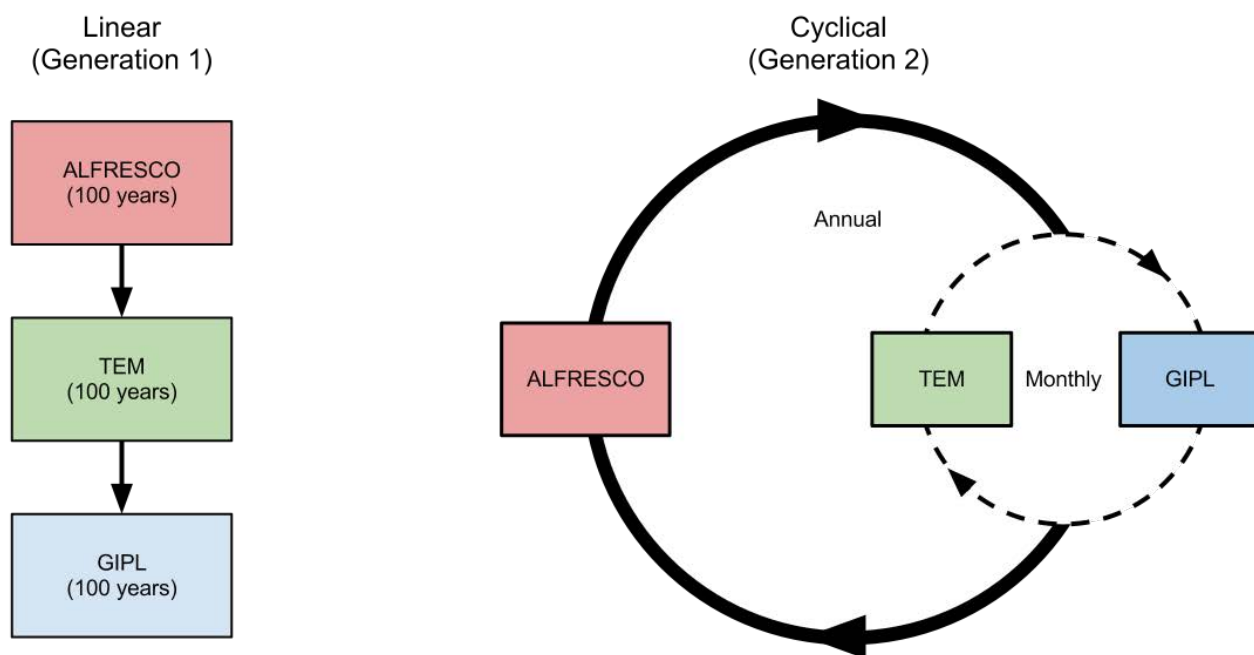 Linear
(Generation 1)
ALFRESCO
(100 years)
TEM
(100 years)
GIPL
(100 years)
Cyclical
(Generation 2)
Annual
ALFRESCO
TEM
Monthly
GIPL